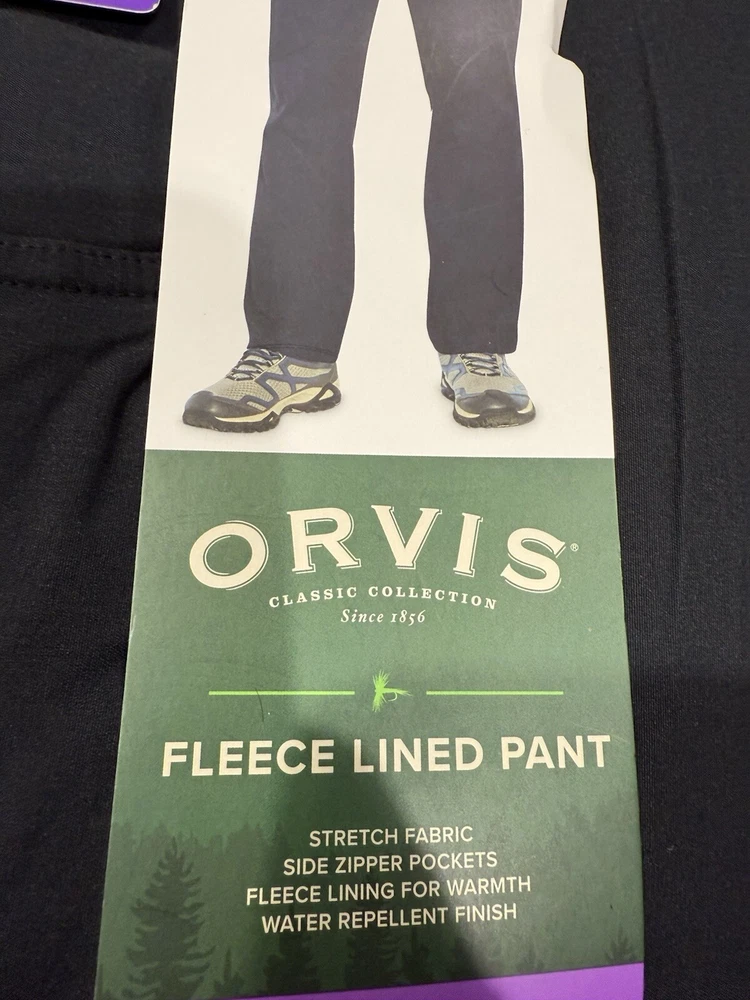 ORVIS®
CLASSIC COLLECTION
Since 1856
FLEECE LINED PANT
STRETCH FABRIC
SIDE ZIPPER POCKETS
FLEECE LINING FOR WARMTH
WATER REPELLENT FINISH